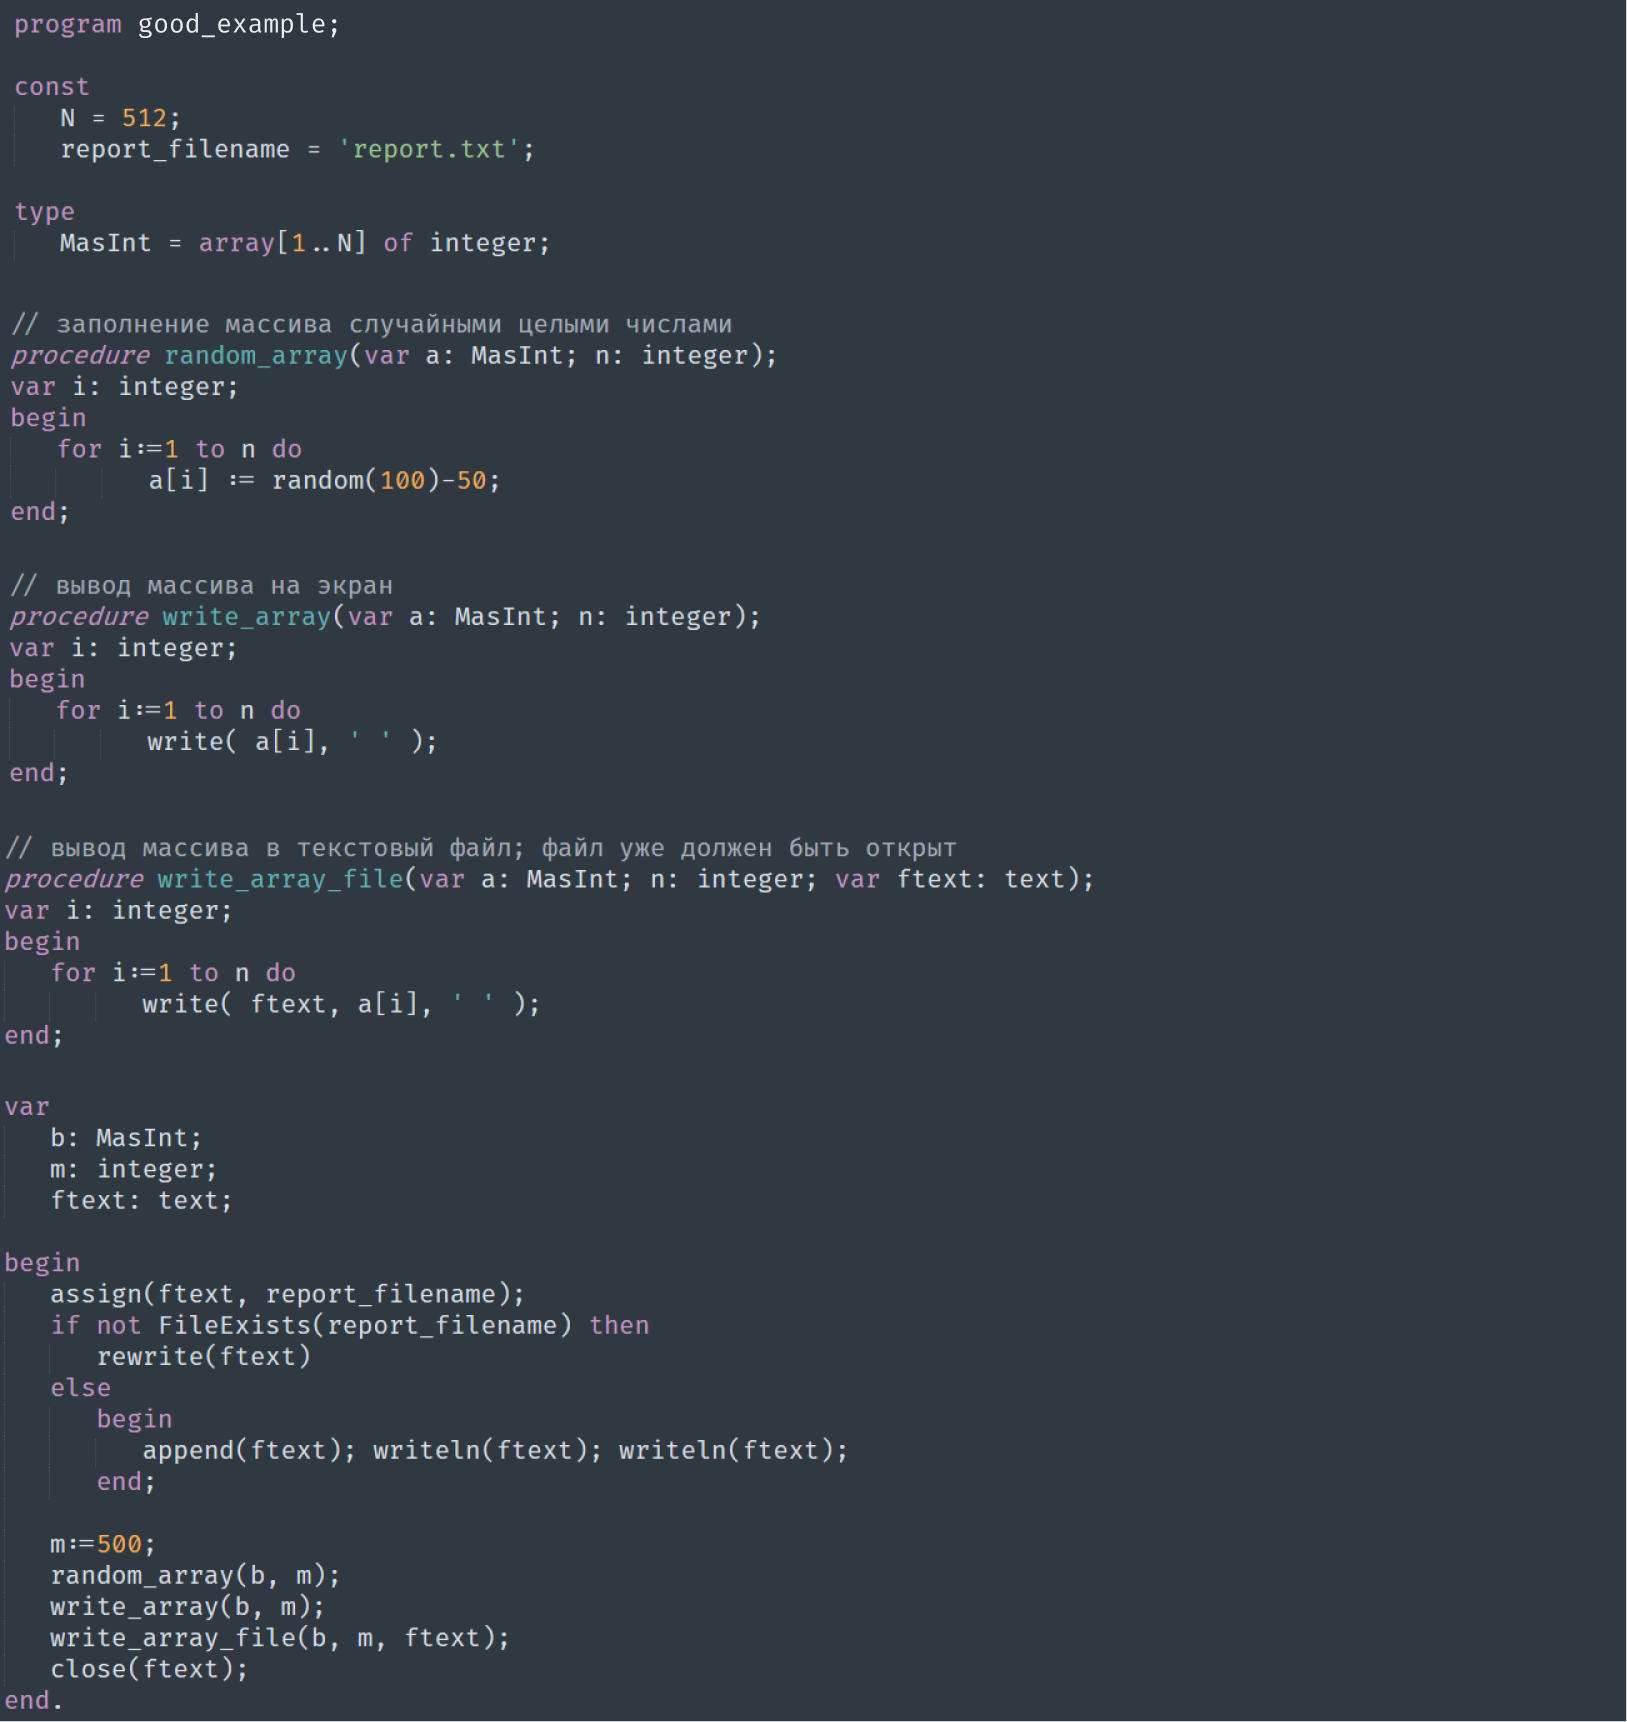 program good_example;
const
N = 512;
report_filename = 'report.txt';
type
MasInt = array[1..N] of integer;
// заполнение массива случайными целыми числами
procedure random_array(var a: MasInt; n: integer);
var i: integer;
begin
for i:=1 to n do
a[i] := random(100)-50;
end;
// вывод массива на экран
procedure write_array(var a: MasInt; n: integer);
var i: integer;
begin
for i:=1 to n do
write( a[i], ' ' );
end;
// вывод массива в текстовый файл; файл уже должен быть открыт
procedure write_array_file(var a: MasInt; n: integer; var ftext: text);
var i: integer;
begin
for i:=1 to n do
write( ftext, a[i], ' ' );
end;
var
b: MasInt;
m: integer;
ftext: text;
begin
assign(ftext, report_filename);
if not FileExists(report_filename) then
rewrite(ftext)
else
begin
append(ftext); writeln(ftext); writeln(ftext);
end;
m:=500;
random_array(b, m);
write_array(b, m);
write_array_file(b, m, ftext);
close(ftext);
end.